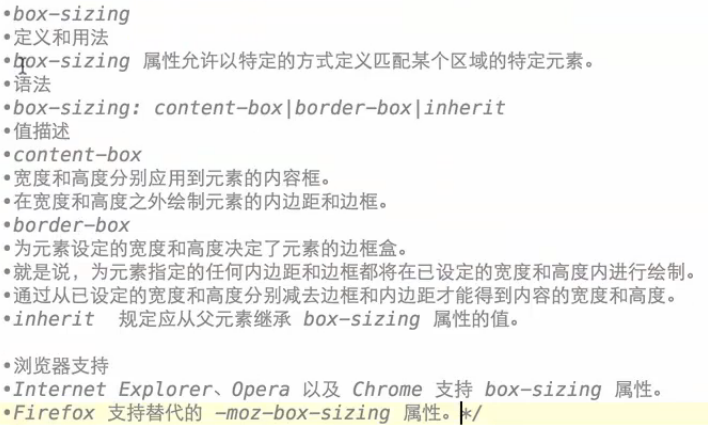 •box-sizing
•定义和用法
•box-sizing 属性允许以特定的方式定义匹配某个区域的特定元素。
•语法
•box-sizing: content-box|border-box|inherit
•值描述
•content-box
•宽度和高度分别应用到元素的内容框。
•在宽度和高度之外绘制元素的内边距和边框。
•border-box
•为元素设定的宽度和高度决定了元素的边框盒。
•就是说，为元素指定的任何内边距和边框都将在已设定的宽度和高度内进行绘制。
•通过从已设定的宽度和高度分别减去边框和内边距才能得到内容的宽度和高度。
•inherit  规定应从父元素继承 box-sizing 属性的值。
•浏览器支持
•Internet Explorer、Opera 以及 Chrome 支持 box-sizing 属性。
•Firefox 支持替代的 -moz-box-sizing 属性。*/